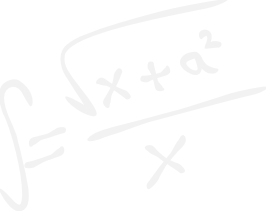 ∫ = √(x + a²) / x